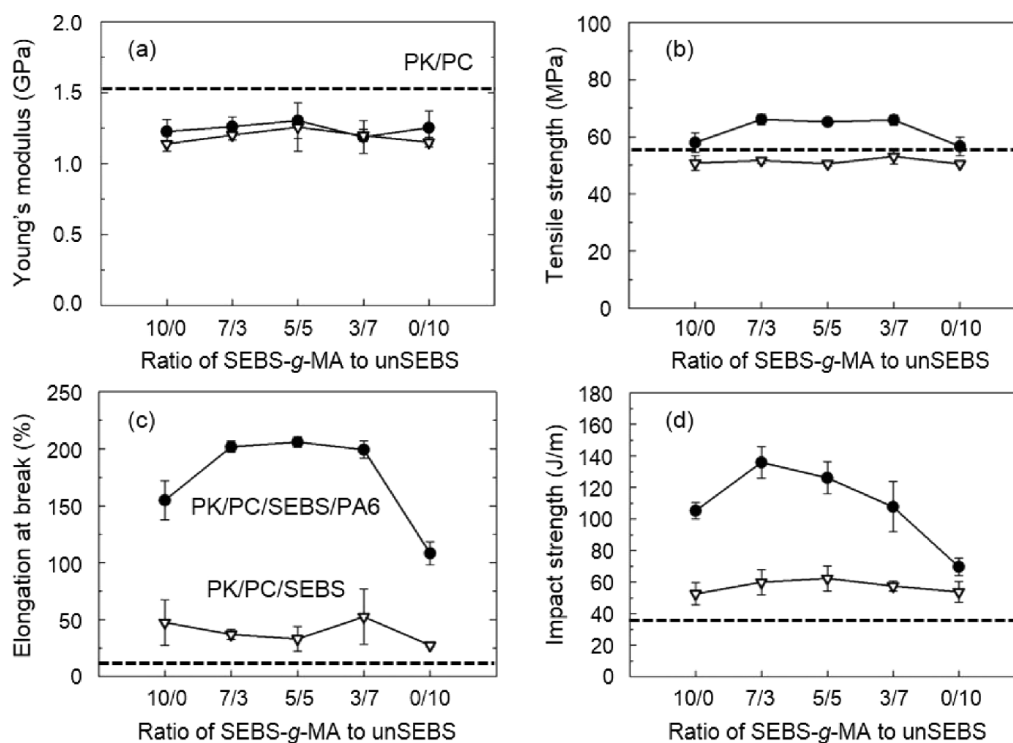 (a)
PK/PC
Young's modulus (GPa)
2.0
1.5
1.0
0.5
0.0
10/0 7/3 5/5 3/7 0/10
Ratio of SEBS-g-MA to unSEBS
(b)
Tensile strength (MPa)
100
80
60
40
20
0
10/0 7/3 5/5 3/7 0/10
Ratio of SEBS-g-MA to unSEBS
(c)
Elongation at break (%)
250
200
150
100
50
0
PK/PC/SEBS/PA6
PK/PC/SEBS
10/0 7/3 5/5 3/7 0/10
Ratio of SEBS-g-MA to unSEBS
(d)
Impact strength (J/m)
180
160
140
120
100
80
60
40
20
0
10/0 7/3 5/5 3/7 0/10
Ratio of SEBS-g-MA to unSEBS